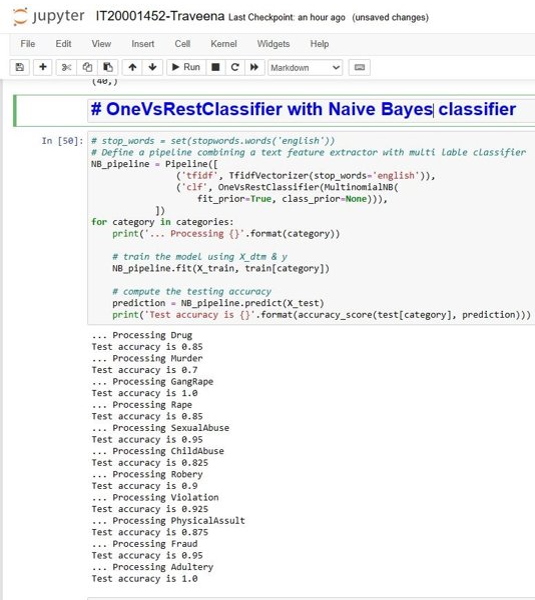 jupyter IT20001452-Traveena Last Checkpoint: an hour ago (unsaved changes)
File Edit View Insert Cell Kernel Widgets Help
Run Markdown
(40,)
# OneVsRestClassifier with Naive Bayes classifier
In [50]: # stop_words = set(stopwords.words('english'))
# Define a pipeline combining a text feature extractor with multi lable classifier
NB_pipeline = Pipeline([
('tfidf', TfidfVectorizer(stop_words='english')),
('clf', OneVsRestClassifier(MultinomialNB(
fit_prior=True, class_prior=None))),
])
for category in categories:
print('... Processing {}'.format(category))
# train the model using X_dtm & y
NB_pipeline.fit(X_train, train[category])
# compute the testing accuracy
prediction = NB_pipeline.predict(X_test)
print('Test accuracy is {}'.format(accuracy_score(test[category], prediction)))
... Processing Drug
Test accuracy is 0.85
... Processing Murder
Test accuracy is 0.7
... Processing GangRape
Test accuracy is 1.0
... Processing Rape
Test accuracy is 0.85
... Processing SexualAbuse
Test accuracy is 0.95
... Processing ChildAbuse
Test accuracy is 0.825
... Processing Robery
Test accuracy is 0.9
... Processing Violation
Test accuracy is 0.925
... Processing PhysicalAssult
Test accuracy is 0.875
... Processing Fraud
Test accuracy is 0.95
... Processing Adultery
Test accuracy is 1.0